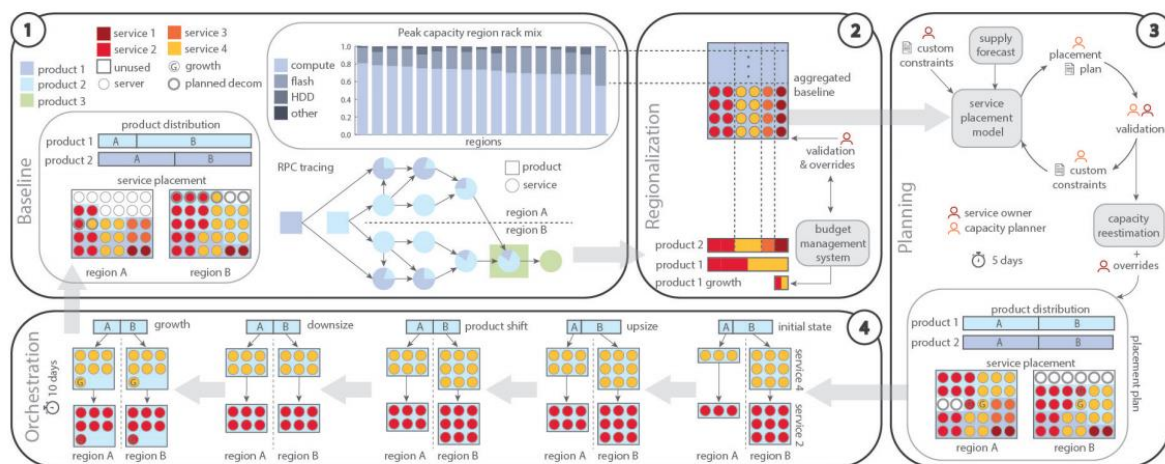 1
service 1
service 2
service 3
service 4
product 1
product 2
product 3
unused
server
G growth
planned decom
Peak capacity region rack mix
compute
flash
HDD
other
1.0
0.8
0.6
0.4
0.2
0.0
regions
Baseline
product distribution
product 1 A B
product 2 A B
service placement
region A region B
RPC tracing
product
service
region A
region B
2
Regionalization
aggregated
baseline
validation
& overrides
budget
management
system
product 2
product 1
product 1 growth
3
Planning
custom
constraints
supply
forecast
placement
plan
service
placement
model
validation
custom
constraints
service owner
capacity planner
5 days
capacity
reestimation
+
overrides
placement plan
product distribution
product 1 A B
product 2 A B
service placement
G G
region A region B
4
Orchestration
10 days
A B growth
A B downsize
A B product shift
A B upsize
A B initial state
G G
service 4
service 2
region A region B
region A region B
region A region B
region A region B
region A region B